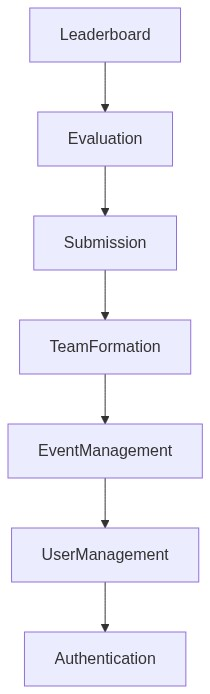 Leaderboard
Evaluation
Submission
TeamFormation
EventManagement
UserManagement
Authentication